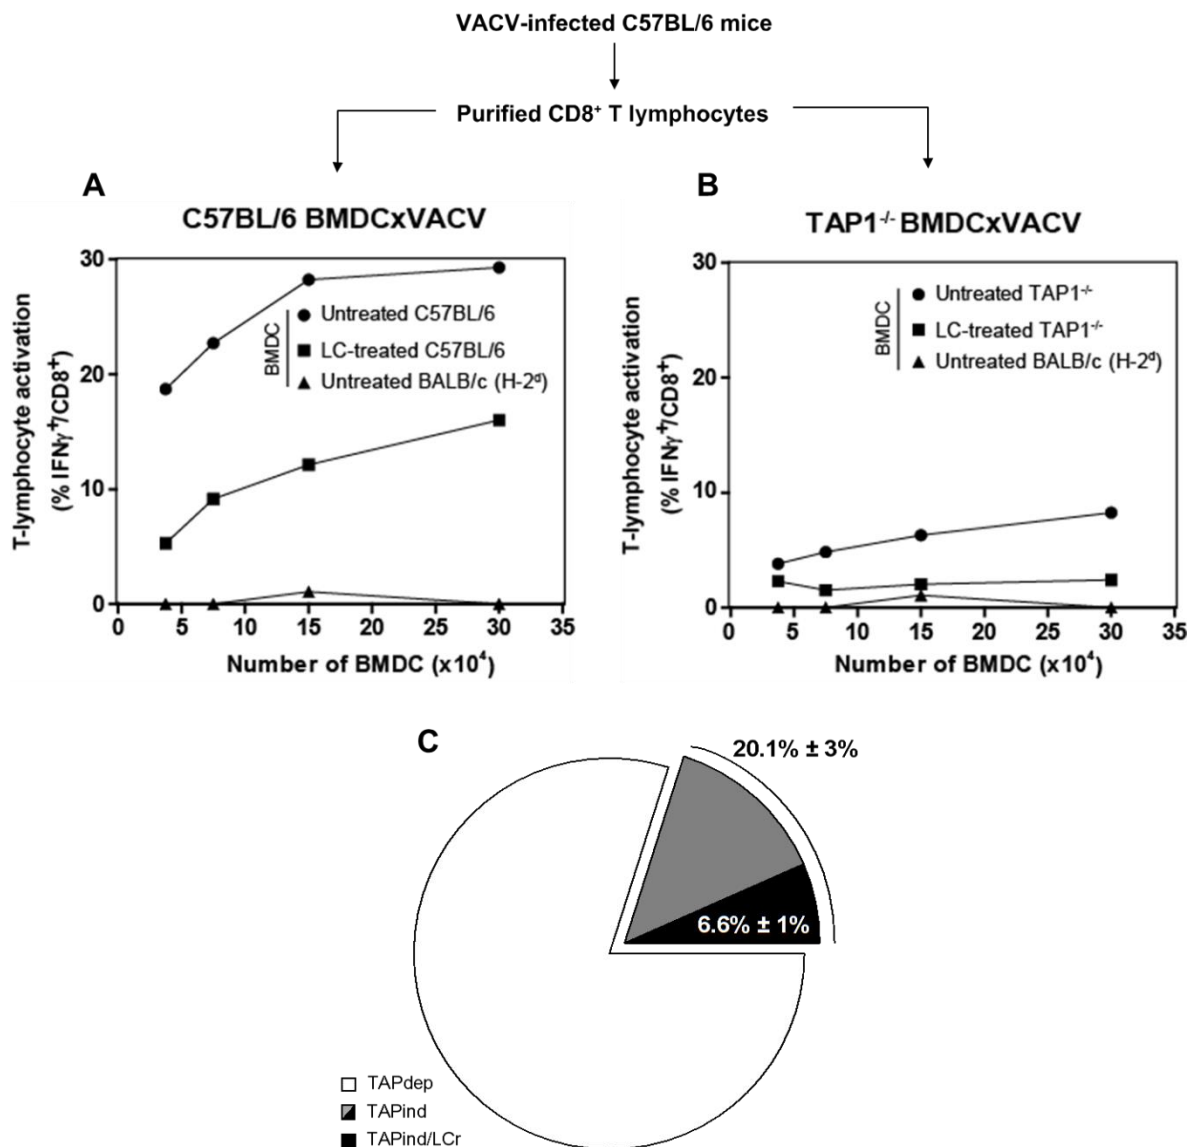 VACV-infected C57BL/6 mice
Purified CD8⁺ T lymphocytes
A
C57BL/6 BMDCxVACV
T-lymphocyte activation
(% IFNγ⁺/CD8⁺)
30
20
10
0
BMDC
Untreated C57BL/6
LC-treated C57BL/6
Untreated BALB/c (H-2ᵈ)
0 5 10 15 20 25 30 35
Number of BMDC (x10⁴)
B
TAP1⁻/⁻ BMDCxVACV
T-lymphocyte activation
(% IFNγ⁺/CD8⁺)
30
20
10
0
BMDC
Untreated TAP1⁻/⁻
LC-treated TAP1⁻/⁻
Untreated BALB/c (H-2ᵈ)
0 5 10 15 20 25 30 35
Number of BMDC (x10⁴)
C
20.1% ± 3%
6.6% ± 1%
TAPdep
TAPind
TAPind/LCr